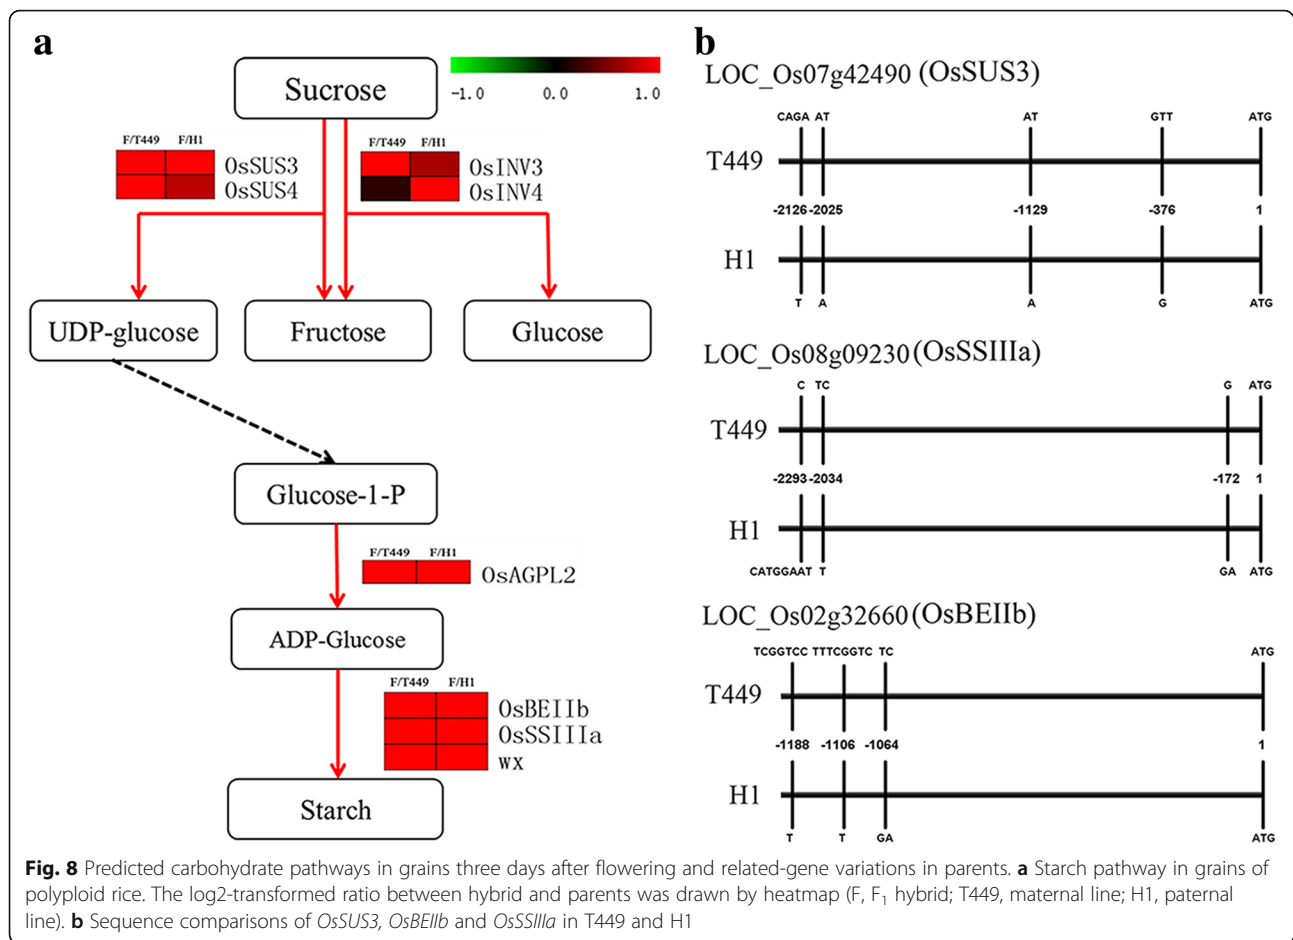 a
Sucrose
-1.0 0.0 1.0
F/T449 F/H1
OsSUS3
OsSUS4
F/T449 F/H1
OsINV3
OsINV4
UDP-glucose
Fructose
Glucose
Glucose-1-P
F/T449 F/H1
OsAGPL2
ADP-Glucose
F/T449 F/H1
OsBEIIb
OsSSIIIa
wx
Starch
b
LOC_Os07g42490 (OsSUS3)
CAGA AT AT GTT ATG
T449
-2126 -2025 -1129 -376 1
H1
T A A G ATG
LOC_Os08g09230 (OsSSIIIa)
C TC G ATG
T449
-2293 -2034 -172 1
H1
CATGGAAT T GA ATG
LOC_Os02g32660 (OsBEIIb)
TCGGTCC TTTCGGTC TC ATG
T449
-1188 -1106 -1064 1
H1
T T GA ATG
Fig. 8 Predicted carbohydrate pathways in grains three days after flowering and related-gene variations in parents. a Starch pathway in grains of
polyploid rice. The log2-transformed ratio between hybrid and parents was drawn by heatmap (F, F1 hybrid; T449, maternal line; H1, paternal
line). b Sequence comparisons of OsSUS3, OsBEIIb and OsSSIIIa in T449 and H1